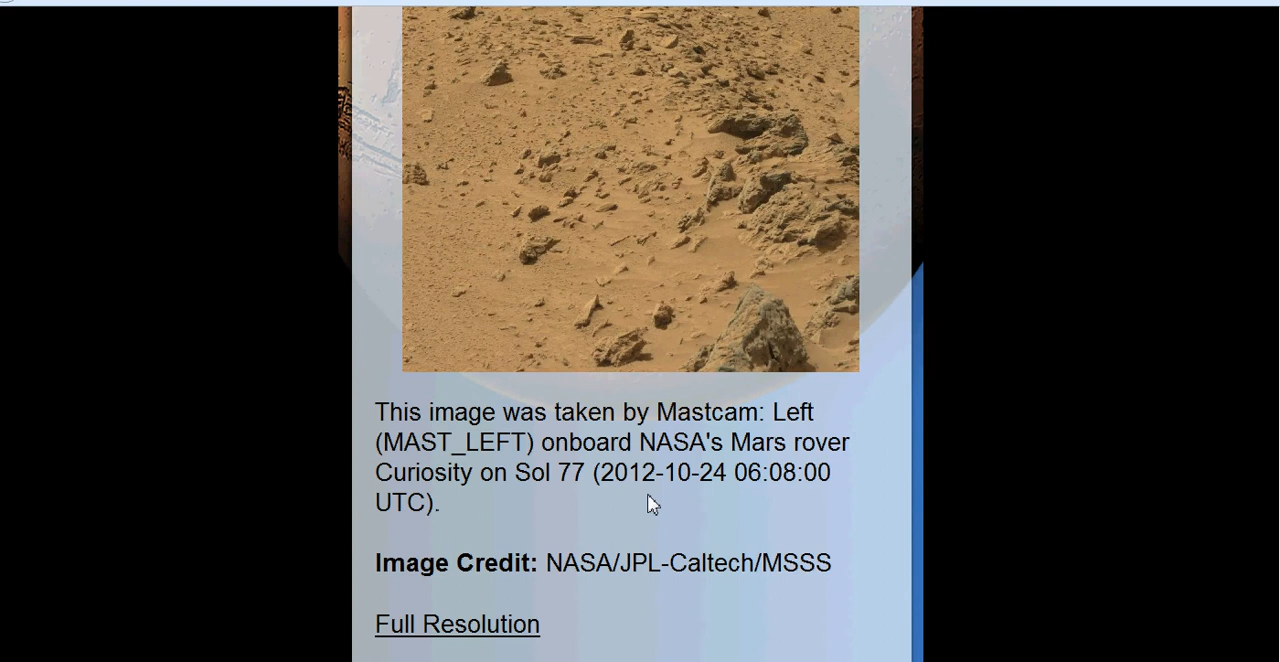 This image was taken by Mastcam: Left
(MAST_LEFT) onboard NASA's Mars rover
Curiosity on Sol 77 (2012-10-24 06:08:00
UTC).
Image Credit: NASA/JPL-Caltech/MSSS
Full Resolution